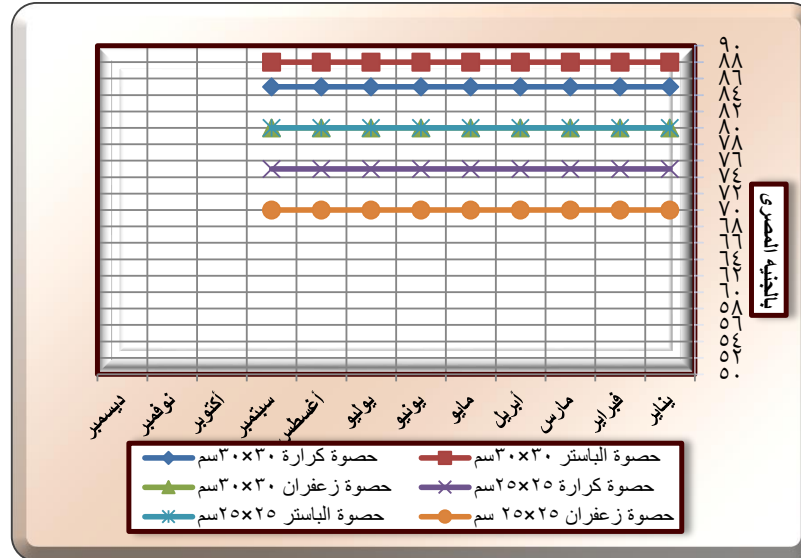 ٩٠
٨٨
٨٦
٨٤
٨٢
٨٠
٧٨
٧٦
٧٤
٧٢
٧٠
٦٨
٦٦
٦٤
٦٢
٦٠
٥٨
٥٦
٥٤
٥٢
٥٠
بالجنيه المصرى
يناير
فبراير
مارس
أبريل
مايو
يونيو
يوليو
أغسطس
سبتمبر
أكتوبر
نوفمبر
ديسمبر
حصوة الباستر ٣٠×٣٠سم
حصوة كرارة ٣٠×٣٠سم
حصوة كرارة ٢٥×٢٥سم
حصوة زعفران ٣٠×٣٠سم
حصوة زعفران ٢٥×٢٥ سم
حصوة الباستر ٢٥×٢٥سم